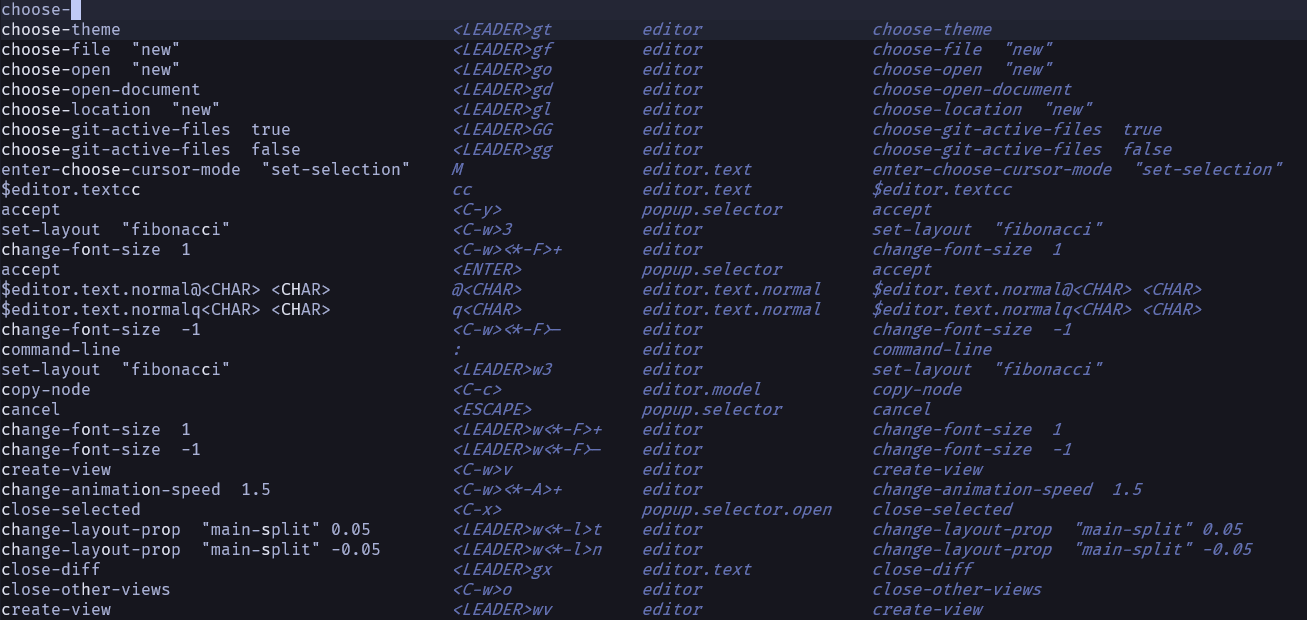 choose-
choose-theme <LEADER>gt editor choose-theme
choose-file "new" <LEADER>gf editor choose-file "new"
choose-open "new" <LEADER>go editor choose-open "new"
choose-open-document <LEADER>gd editor choose-open-document
choose-location "new" <LEADER>gl editor choose-location "new"
choose-git-active-files true <LEADER>GG editor choose-git-active-files true
choose-git-active-files false <LEADER>gg editor choose-git-active-files false
enter-choose-cursor-mode "set-selection" M editor.text enter-choose-cursor-mode "set-selection"
$editor.textcc cc editor.text $editor.textcc
accept <C-y> popup.selector accept
set-layout "fibonacci" <C-w>3 editor set-layout "fibonacci"
change-font-size 1 <C-w><*-F>+ editor change-font-size 1
accept <ENTER> popup.selector accept
$editor.text.normal@<CHAR> <CHAR> @<CHAR> editor.text.normal $editor.text.normal@<CHAR> <CHAR>
$editor.text.normalq<CHAR> <CHAR> q<CHAR> editor.text.normal $editor.text.normalq<CHAR> <CHAR>
change-font-size -1 <C-w><*-F>- editor change-font-size -1
command-line : editor command-line
set-layout "fibonacci" <LEADER>w3 editor set-layout "fibonacci"
copy-node <C-c> editor.model copy-node
cancel <ESCAPE> popup.selector cancel
change-font-size 1 <LEADER>w<*-F>+ editor change-font-size 1
change-font-size -1 <LEADER>w<*-F>- editor change-font-size -1
create-view <C-w>v editor create-view
change-animation-speed 1.5 <C-w><*-A>+ editor change-animation-speed 1.5
close-selected <C-x> popup.selector.open close-selected
change-layout-prop "main-split" 0.05 <LEADER>w<*-l>t editor change-layout-prop "main-split" 0.05
change-layout-prop "main-split" -0.05 <LEADER>w<*-l>n editor change-layout-prop "main-split" -0.05
close-diff <LEADER>gx editor.text close-diff
close-other-views <C-w>o editor close-other-views
create-view <LEADER>wv editor create-view